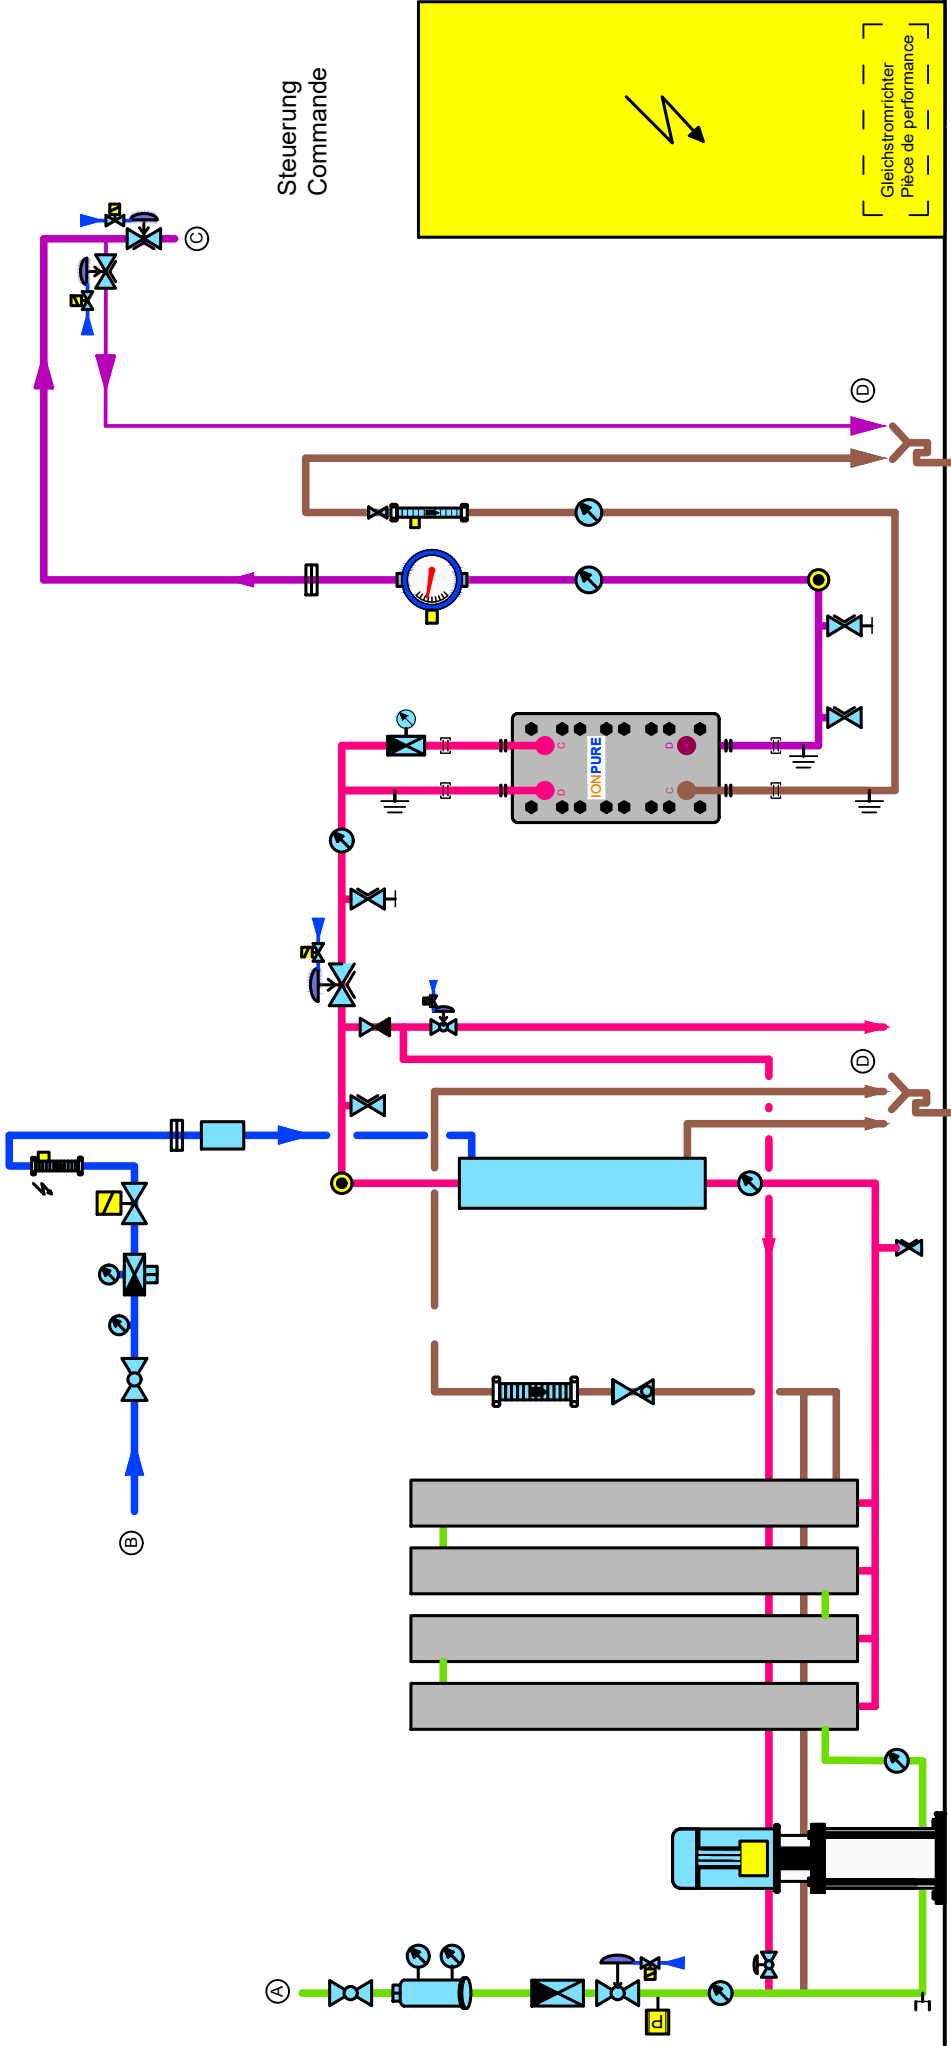 Steuerung
Commande
Gleichstromrichter
Pièce de performance
C
D
C
D
IONPURE
D
C
D
B
A
P